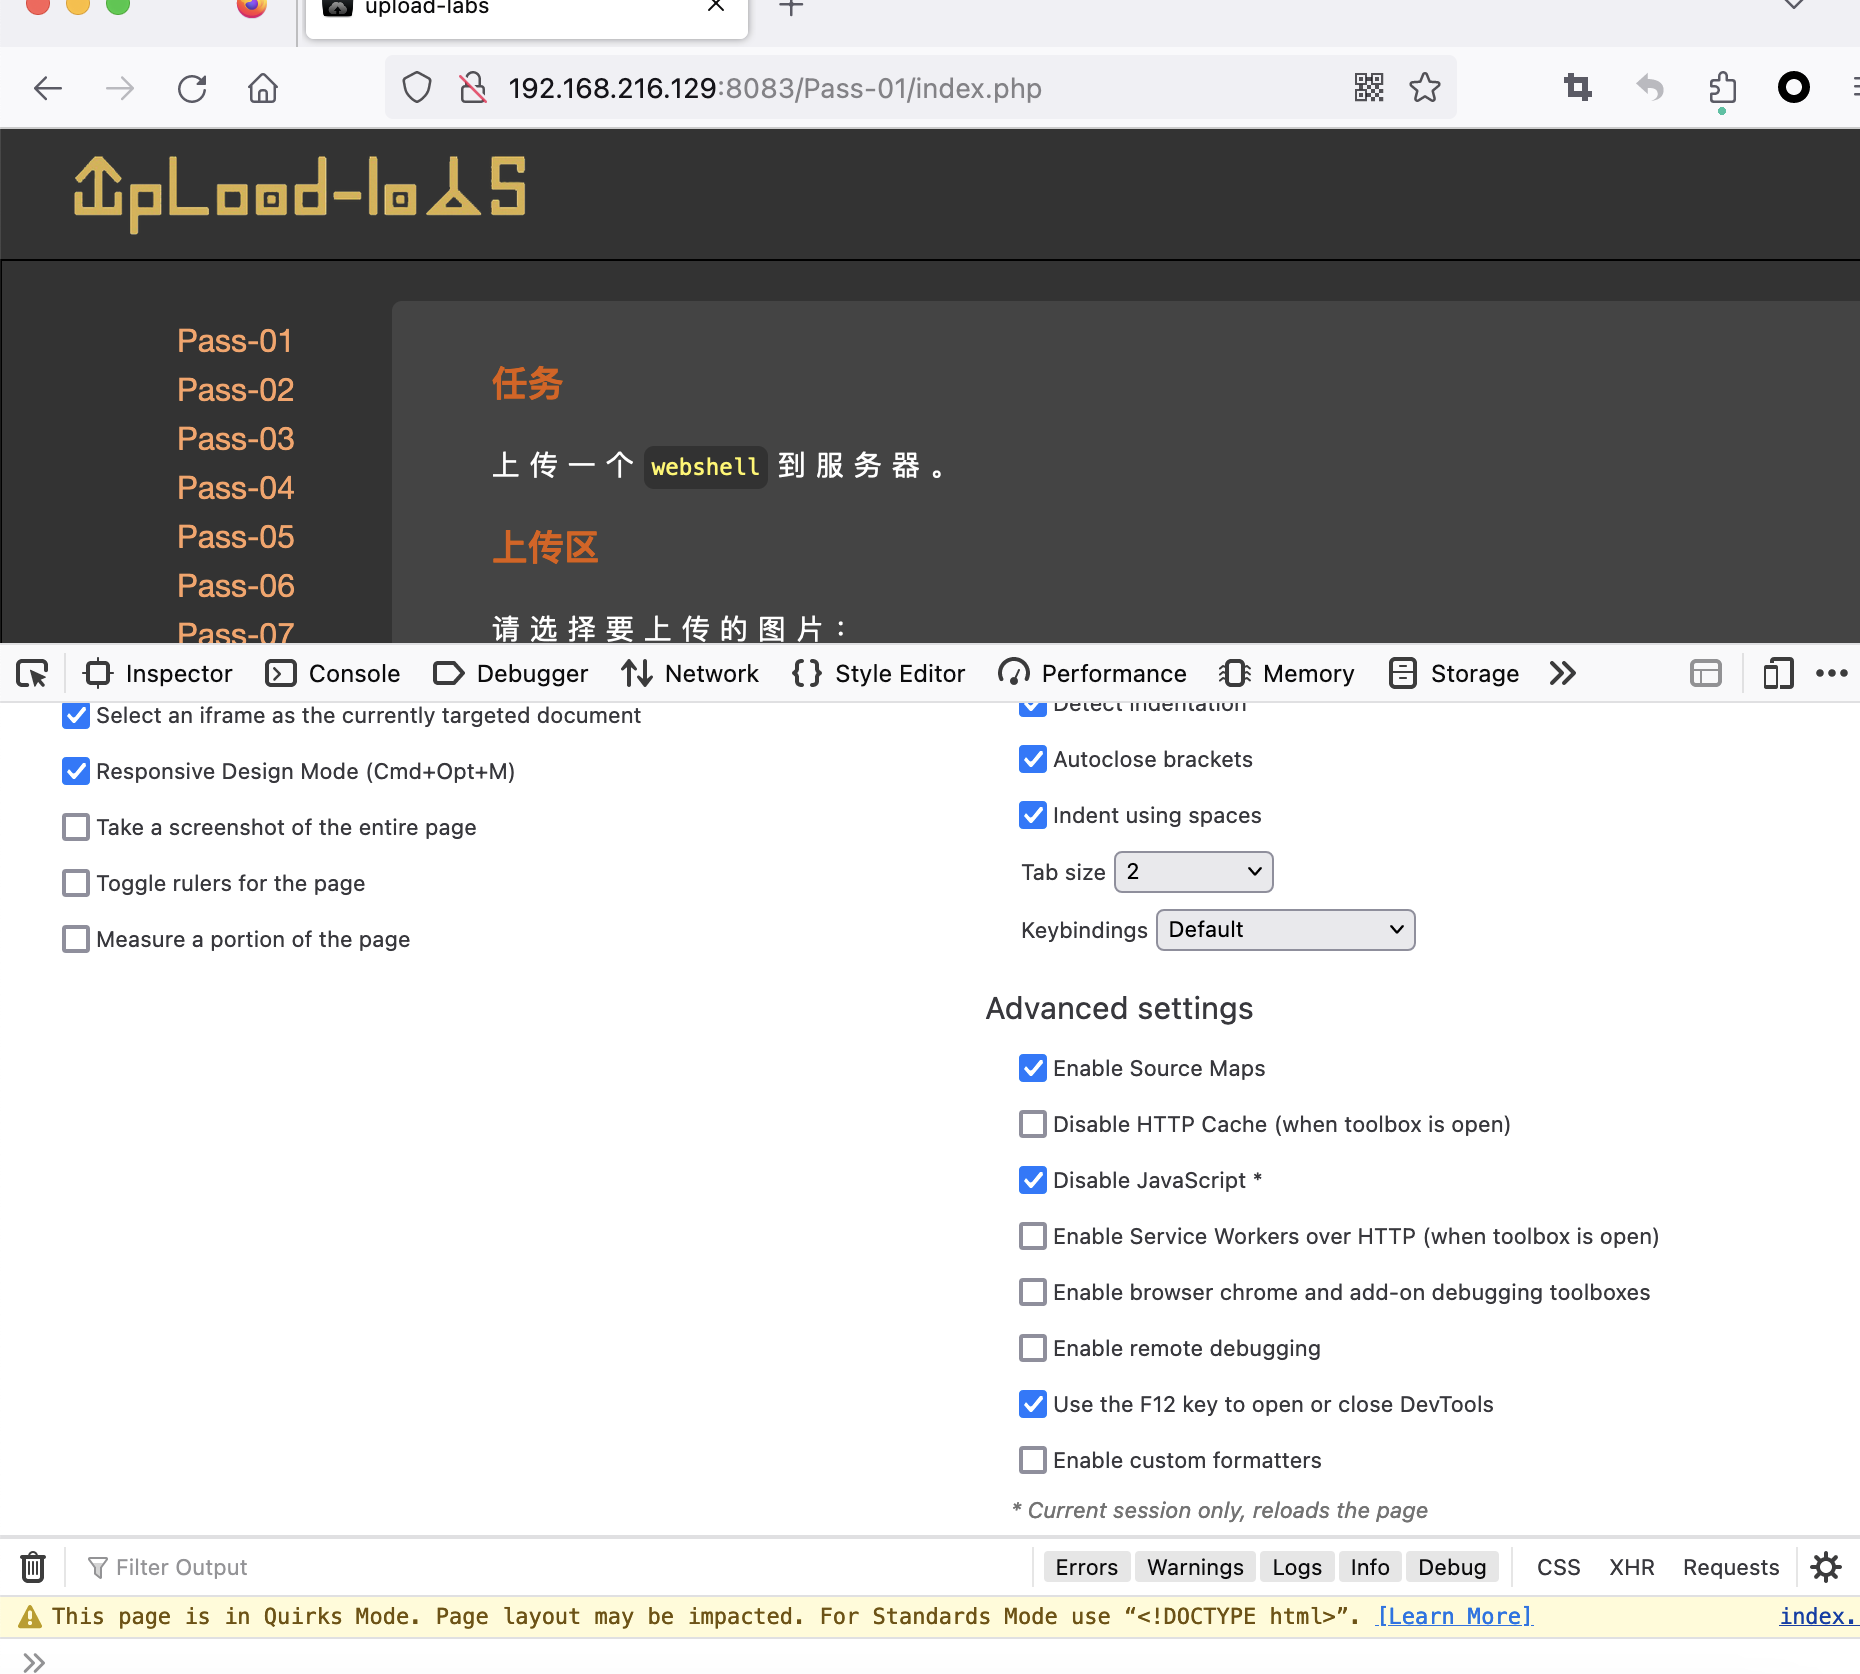 upload-labs
192.168.216.129:8083/Pass-01/index.php
UpLoad-labs
Pass-01
Pass-02
Pass-03
Pass-04
Pass-05
Pass-06
Pass-07
任务
上传一个 webshell 到服务器。
上传区
请选择要上传的图片：
Inspector Console Debugger Network Style Editor Performance Memory Storage
Select an iframe as the currently targeted document
Responsive Design Mode (Cmd+Opt+M)
Take a screenshot of the entire page
Toggle rulers for the page
Measure a portion of the page
Detect indentation
Autoclose brackets
Indent using spaces
Tab size 2
Keybindings Default
Advanced settings
Enable Source Maps
Disable HTTP Cache (when toolbox is open)
Disable JavaScript *
Enable Service Workers over HTTP (when toolbox is open)
Enable browser chrome and add-on debugging toolboxes
Enable remote debugging
Use the F12 key to open or close DevTools
Enable custom formatters
* Current session only, reloads the page
Filter Output Errors Warnings Logs Info Debug CSS XHR Requests
This page is in Quirks Mode. Page layout may be impacted. For Standards Mode use “<!DOCTYPE html>”. [Learn More] index.